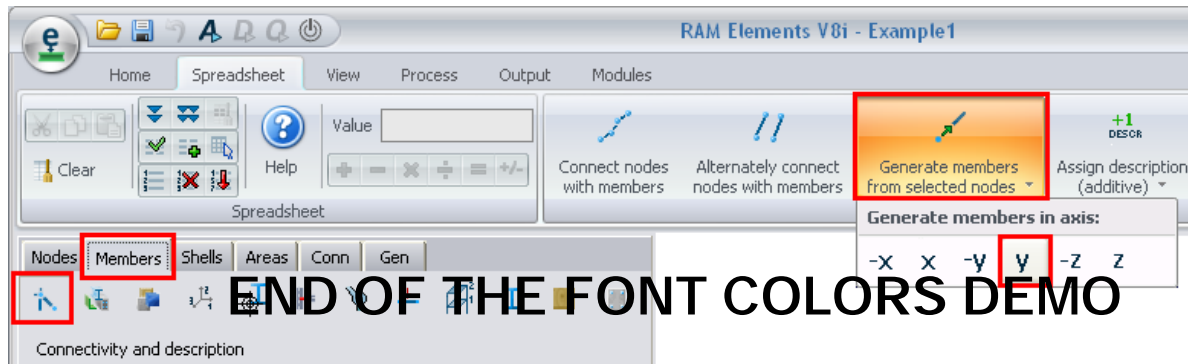 RAM Elements V8i - Example1
Home Spreadsheet View Process Output Modules
Value
Clear
Help
Connect nodes
with members
Alternately connect
nodes with members
Generate members
from selected nodes
+1
DESCR
Assign description
(additive)
Spreadsheet
Generate members in axis:
-x x -y y -z z
Nodes Members Shells Areas Conn Gen
END OF THE FONT COLORS DEMO
Connectivity and description